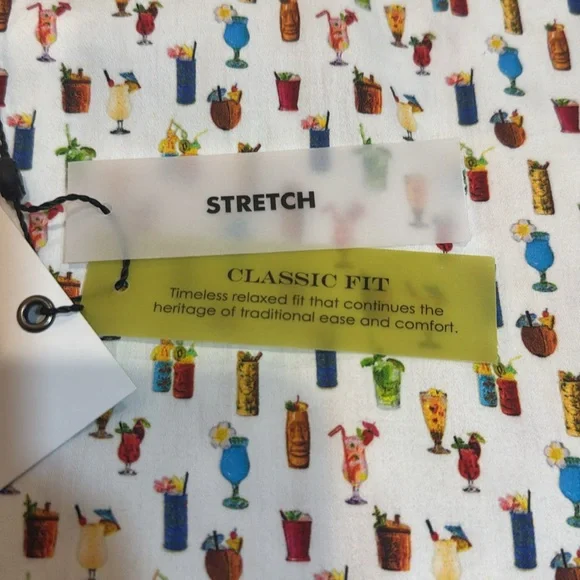 STRETCH
CLASSIC FIT
Timeless relaxed fit that continues the
heritage of traditional ease and comfort.